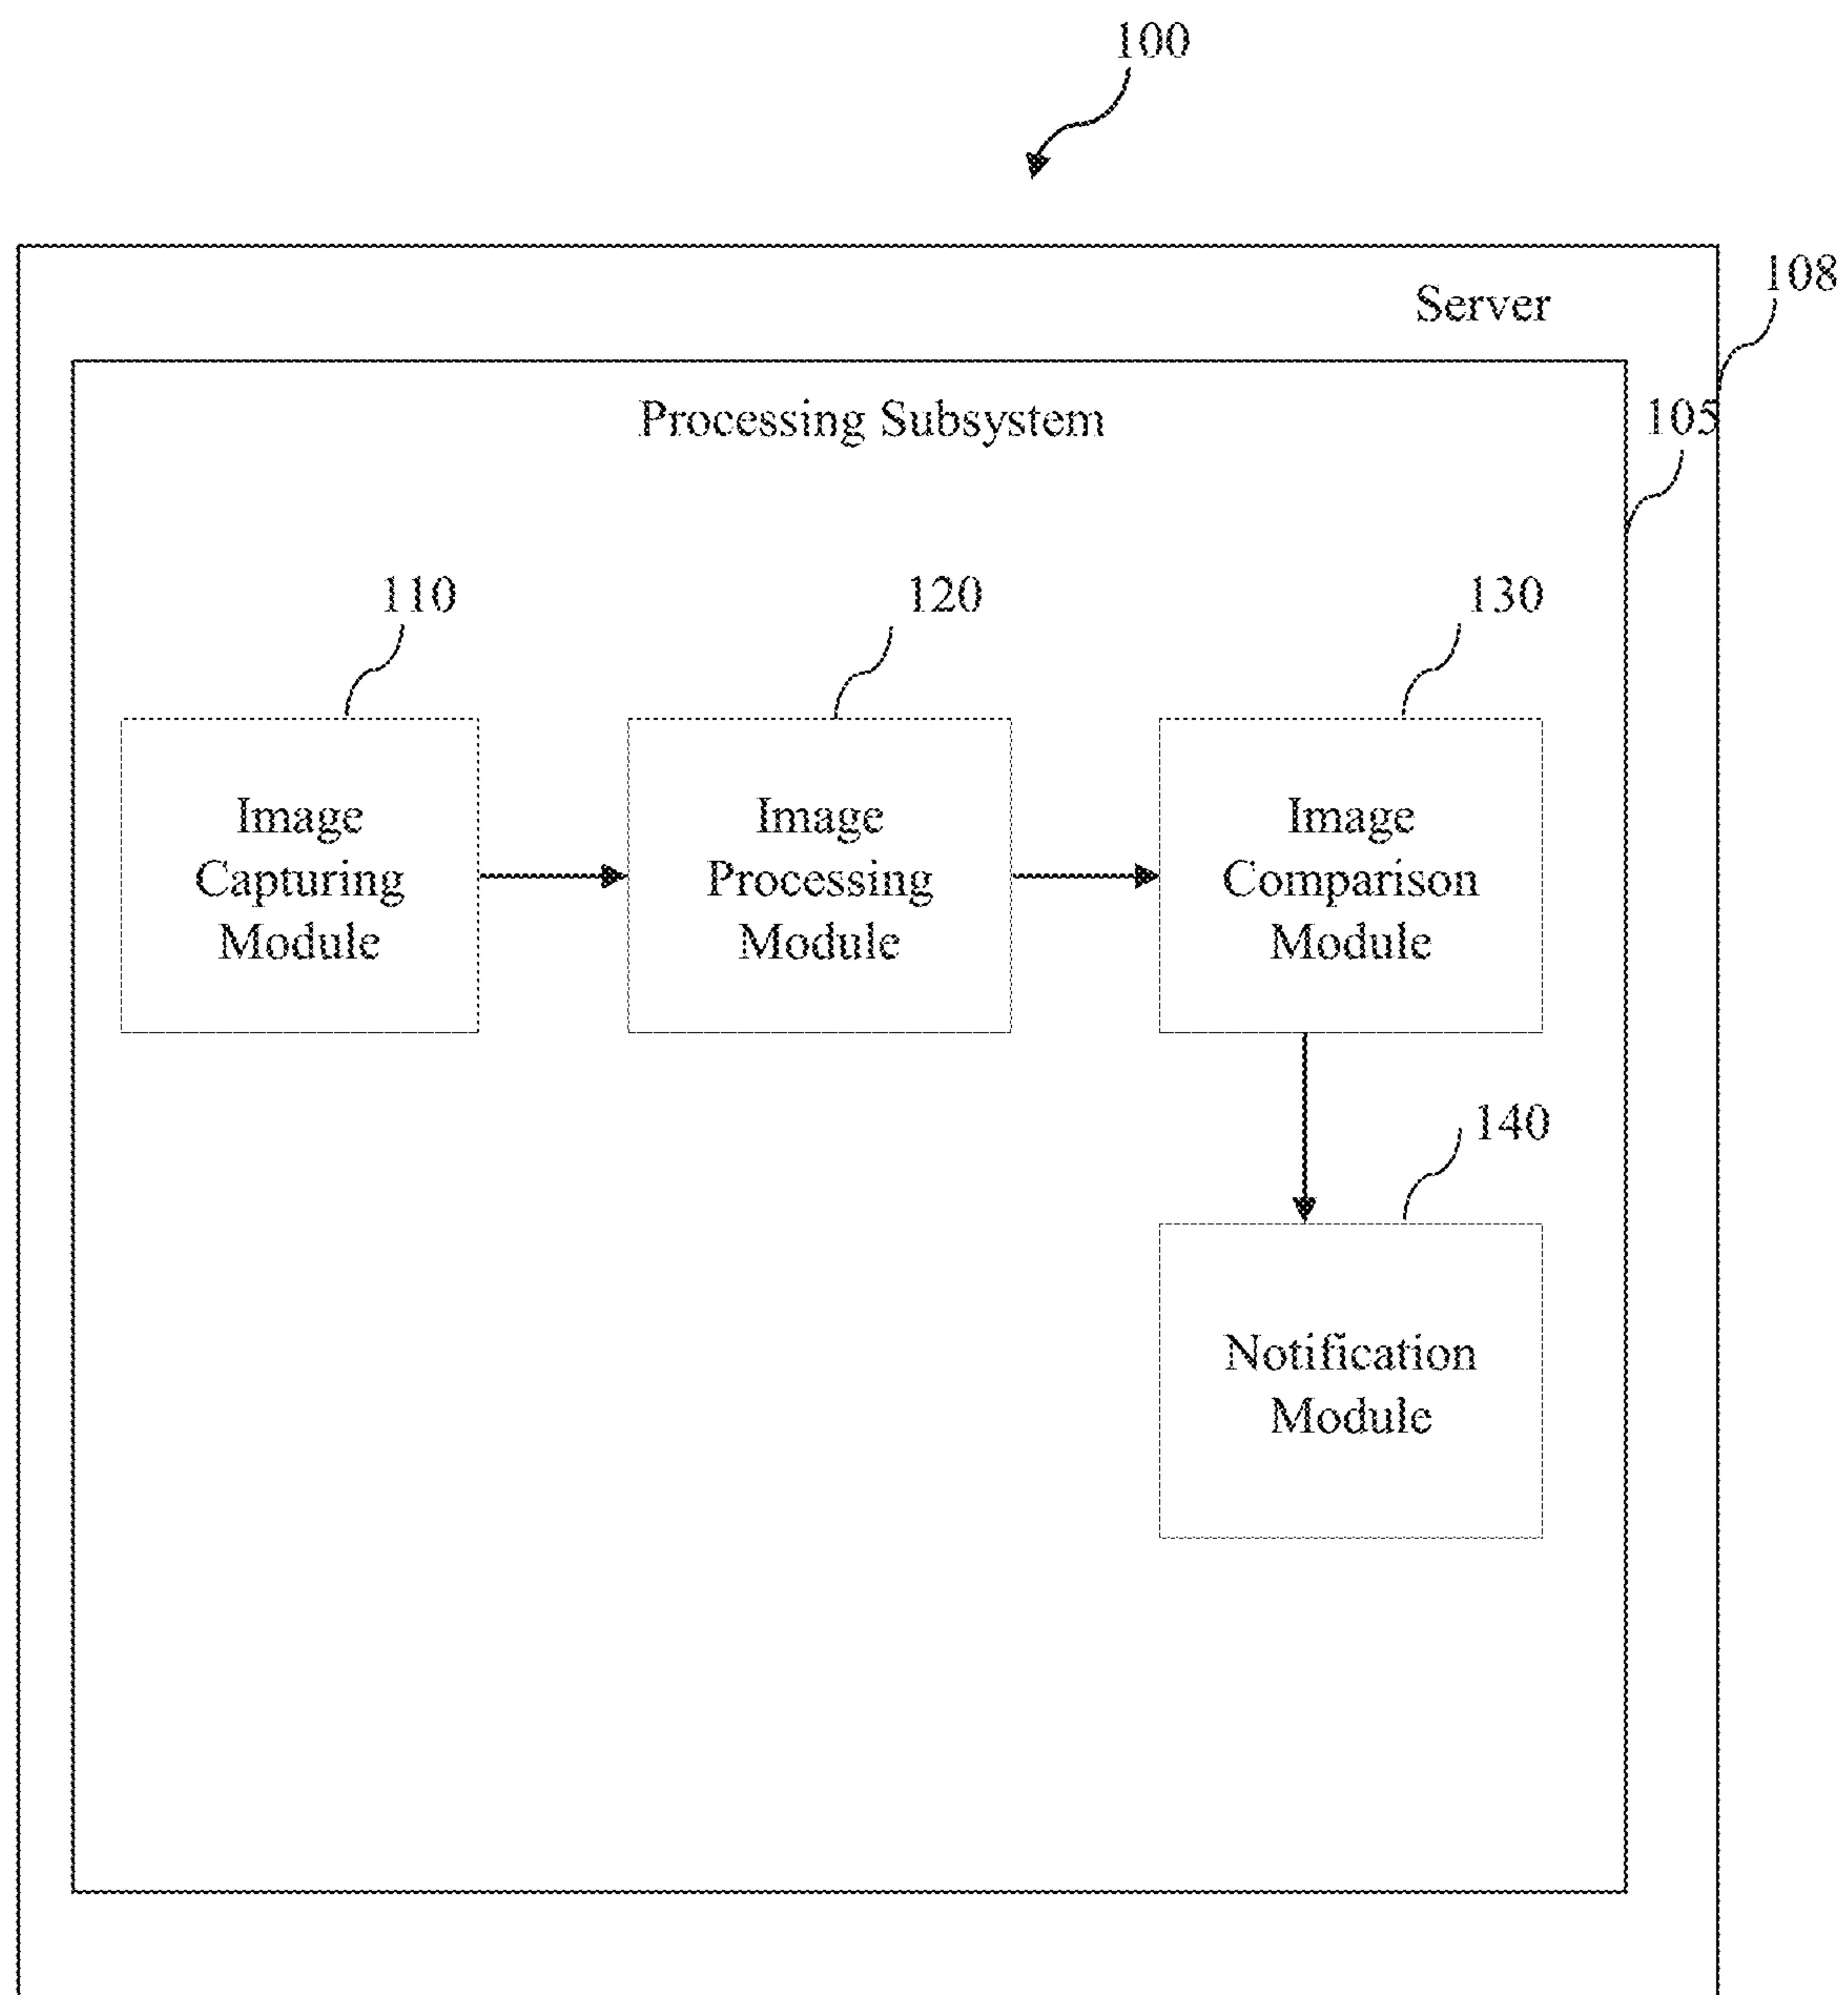 100
Server
108
Processing Subsystem
105
110
120
130
Image
Capturing
Module
Image
Processing
Module
Image
Comparison
Module
140
Notification
Module